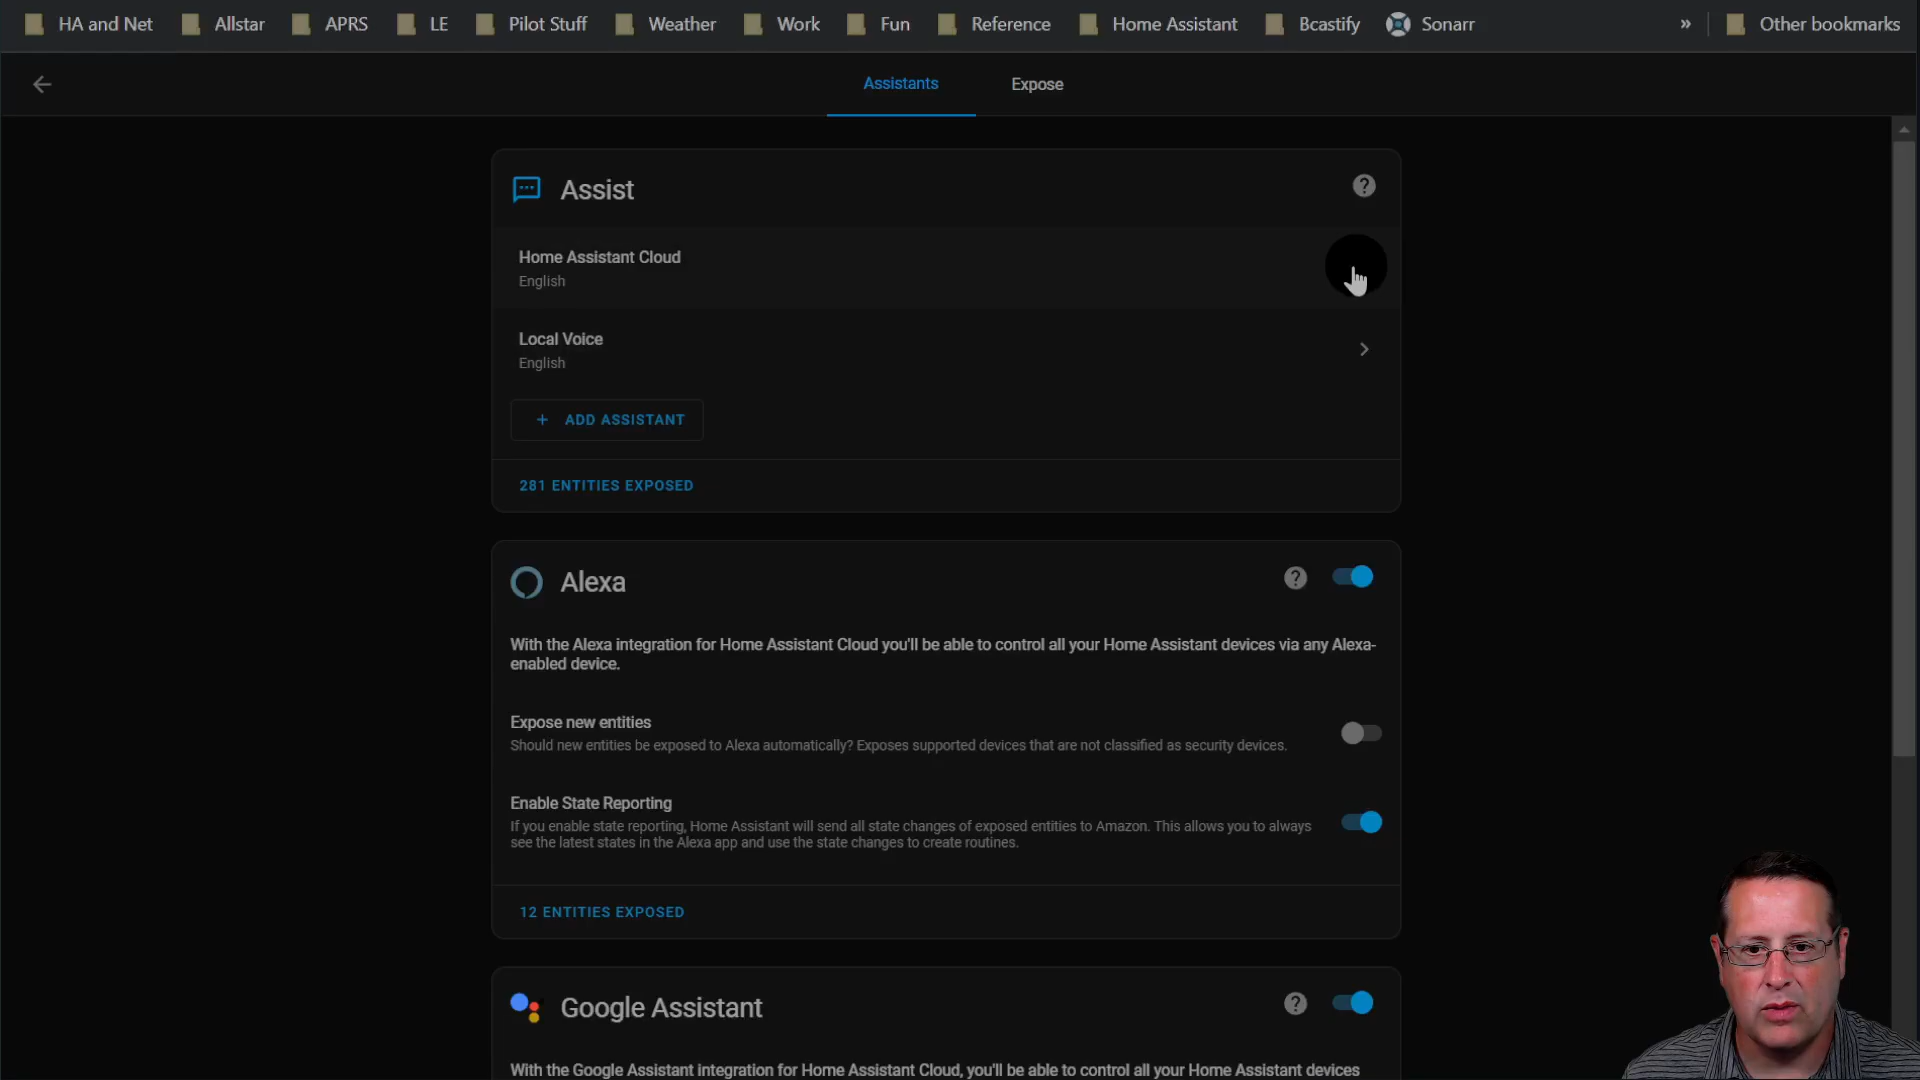 HA and Net
Allstar
APRS
LE
Pilot Stuff
Weather
Work
Fun
Reference
Home Assistant
Bcastify
Sonarr
»
Other bookmarks
Assistants
Expose
Assist
Home Assistant Cloud
English
Local Voice
English
+ ADD ASSISTANT
281 ENTITIES EXPOSED
Alexa
With the Alexa integration for Home Assistant Cloud you'll be able to control all your Home Assistant devices via any Alexa-
enabled device.
Expose new entities
Should new entities be exposed to Alexa automatically? Exposes supported devices that are not classified as security devices.
Enable State Reporting
If you enable state reporting, Home Assistant will send all state changes of exposed entities to Amazon. This allows you to always
see the latest states in the Alexa app and use the state changes to create routines.
12 ENTITIES EXPOSED
Google Assistant
With the Google Assistant integration for Home Assistant Cloud, you'll be able to control all your Home Assistant devices